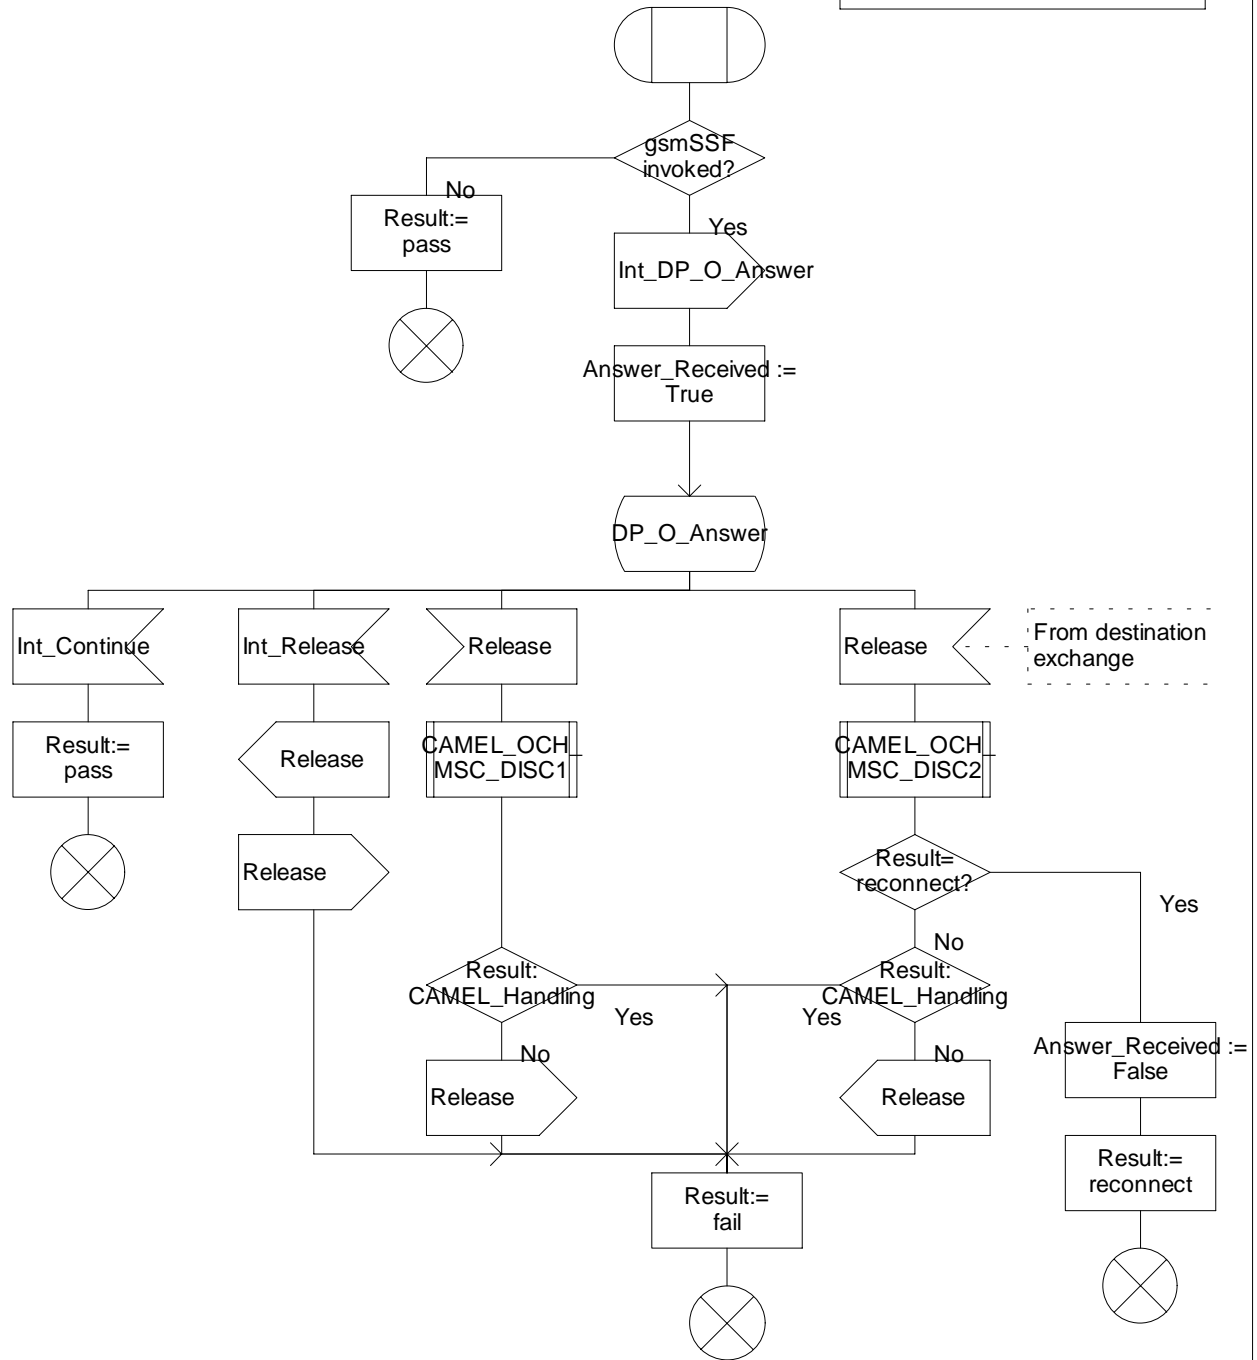 gsmSSF
invoked?
No
Yes
Result:=
pass
Int_DP_O_Answer
Answer_Received :=
True
DP_O_Answer
Int_Continue
Int_Release
Release
Release
From destination
exchange
Result:=
pass
Release
CAMEL_OCH_
MSC_DISC1
CAMEL_OCH_
MSC_DISC2
Release
Result=
reconnect?
Yes
No
Result:
CAMEL_Handling
Yes
Result:
CAMEL_Handling
Yes
No
No
Release
Release
Answer_Received :=
False
Result:=
reconnect
Result:=
fail